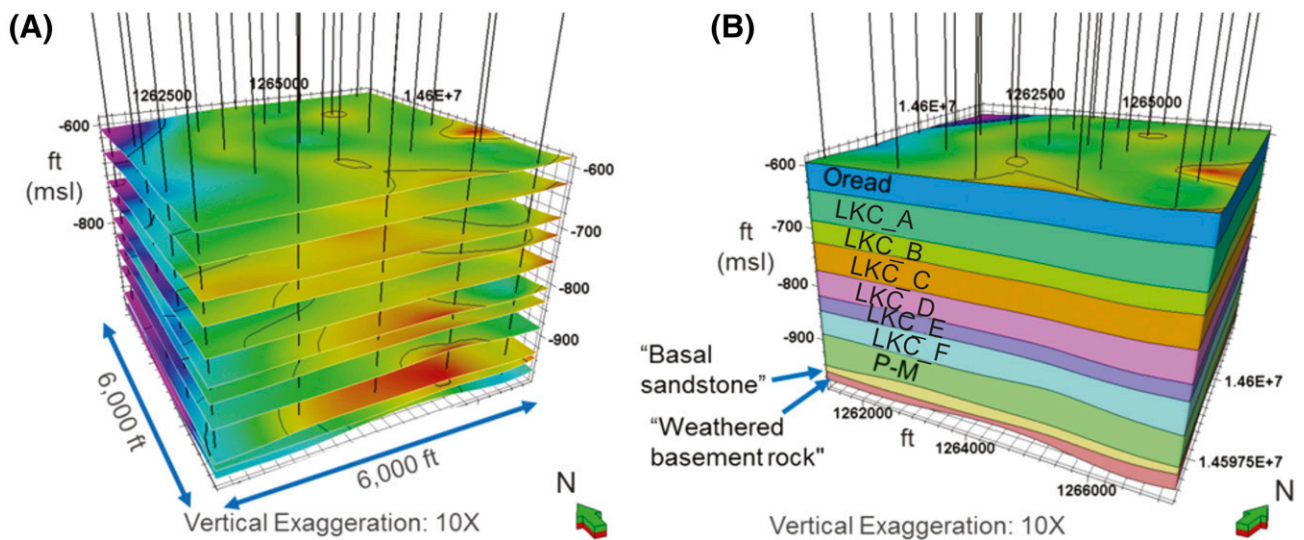 (A)
1262500
1265000
1.46E+7
-600
ft
(msl)
-800
-600
-700
-800
-900
6,000 ft
6,000 ft
N
Vertical Exaggeration: 10X
(B)
1.46E+7
1262500
1265000
-600
-700
ft
(msl)
-800
-900
Oread
LKC_A
LKC_B
LKC_C
LKC_D
LKC_E
LKC_F
P-M
“Basal
sandstone”
“Weathered
basement rock"
1262000
ft
1264000
1266000
1.46E+7
1.45975E+7
N
Vertical Exaggeration: 10X